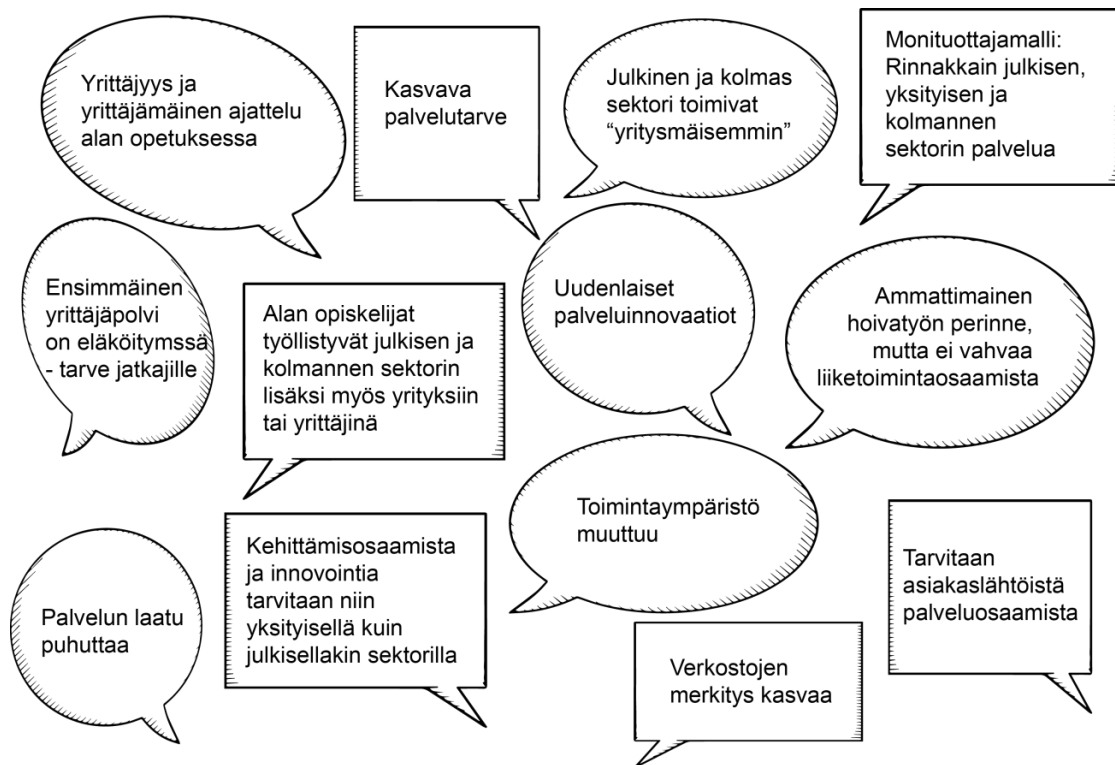 Yrittäjyys ja
yrittäjämäinen ajattelu
alan opetuksessa
Kasvava
palvelutarve
Julkinen ja kolmas
sektori toimivat
“yritysmäisemmin”
Monituottajamalli:
Rinnakkain julkisen,
yksityisen ja
kolmannen
sektorin palvelua
Ensimmäinen
yrittäjäpolvi
on eläköitymssä
- tarve jatkajille
Alan opiskelijat
työllistyvät julkisen ja
kolmannen sektorin
lisäksi myös yrityksiin
tai yrittäjinä
Uudenlaiset
palveluinnovaatiot
Ammattimainen
hoivatyön perinne,
mutta ei vahvaa
liiketoimintaosaamista
Palvelun laatu
puhuttaa
Kehittämisosaamista
ja innovointia
tarvitaan niin
yksityisellä kuin
julkisellakin sektorilla
Toimintaympäristö
muuttuu
Verkostojen
merkitys kasvaa
Tarvitaan
asiakaslähtöistä
palveluosaamista